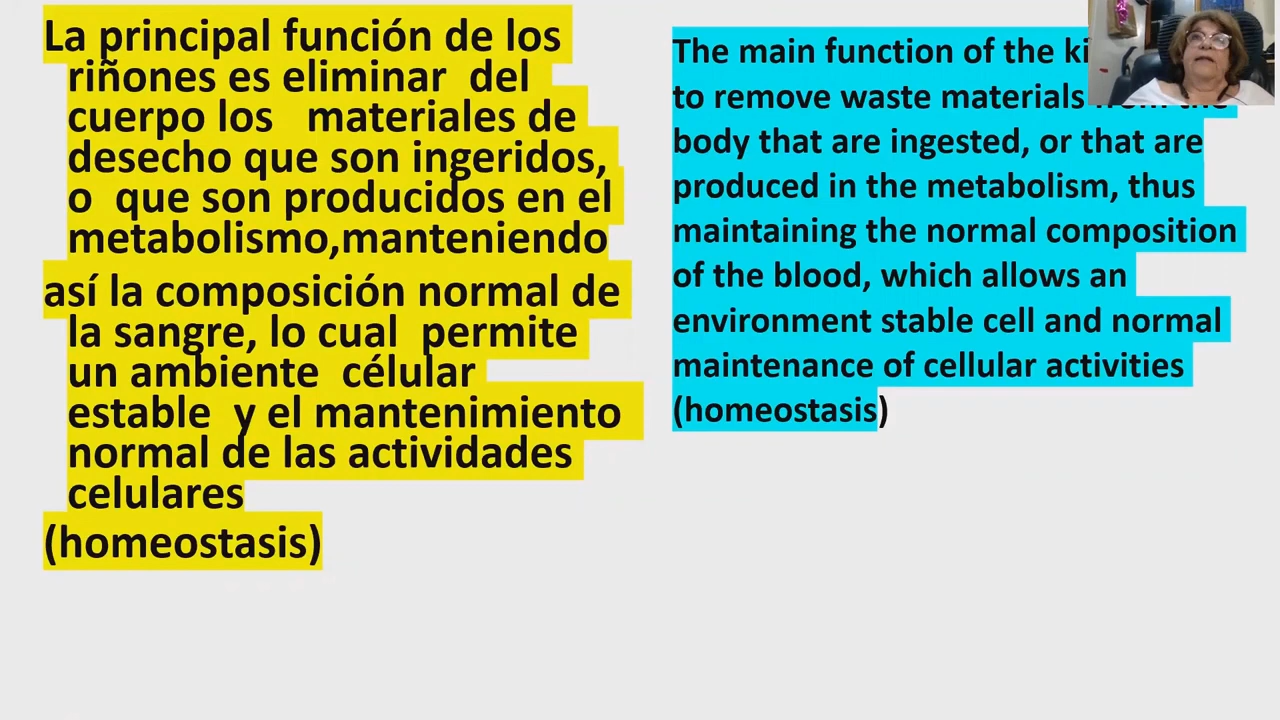 La principal función de los
riñones es eliminar del
cuerpo los materiales de
desecho que son ingeridos,
o que son producidos en el
metabolismo,manteniendo
así la composición normal de
la sangre, lo cual permite
un ambiente célular
estable y el mantenimiento
normal de las actividades
celulares
(homeostasis)
The main function of the
to remove waste materials
body that are ingested, or that are
produced in the metabolism, thus
maintaining the normal composition
of the blood, which allows an
environment stable cell and normal
maintenance of cellular activities
(homeostasis)